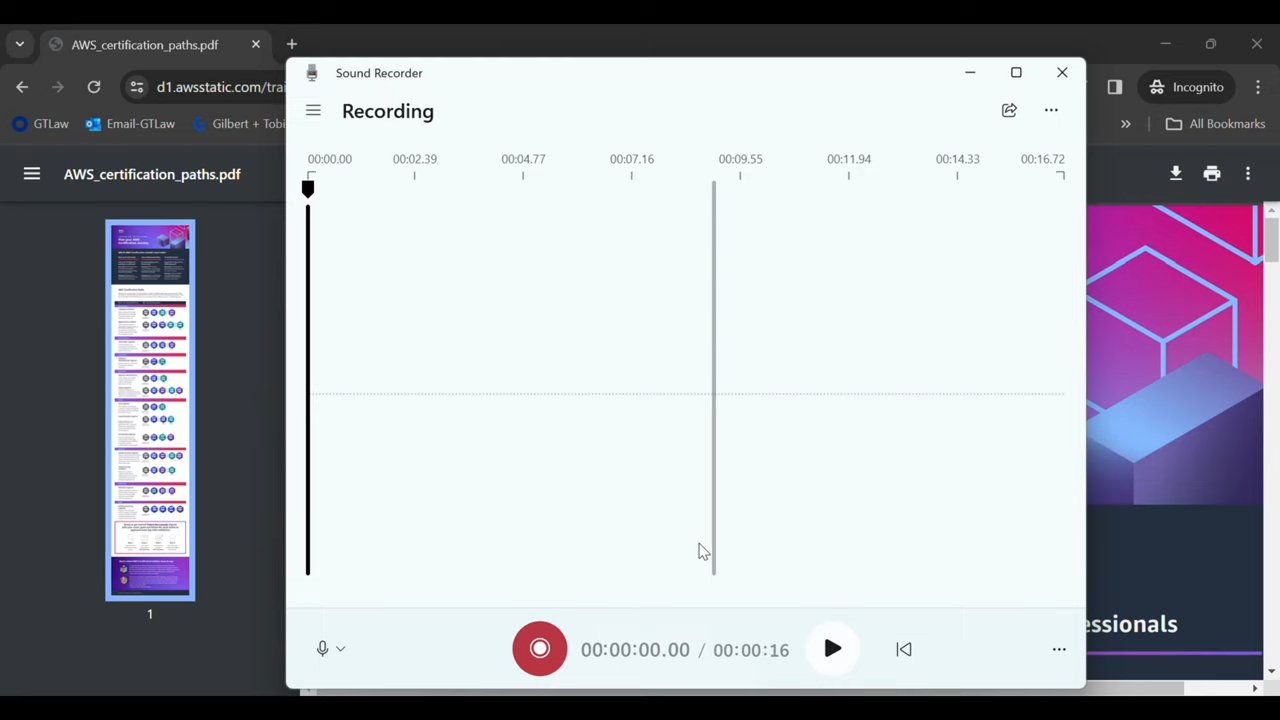 AWS_certification_paths.pdf
d1.awsstatic.com/trai
Incognito
GTLaw
Email-GTLaw
Gilbert + Tobi
All Bookmarks
AWS_certification_paths.pdf
Sound Recorder
Recording
00:00.00 00:02.39 00:04.77 00:07.16 00:09.55 00:11.94 00:14.33 00:16.72
00:00:00.00 / 00:00:16
1
essionals